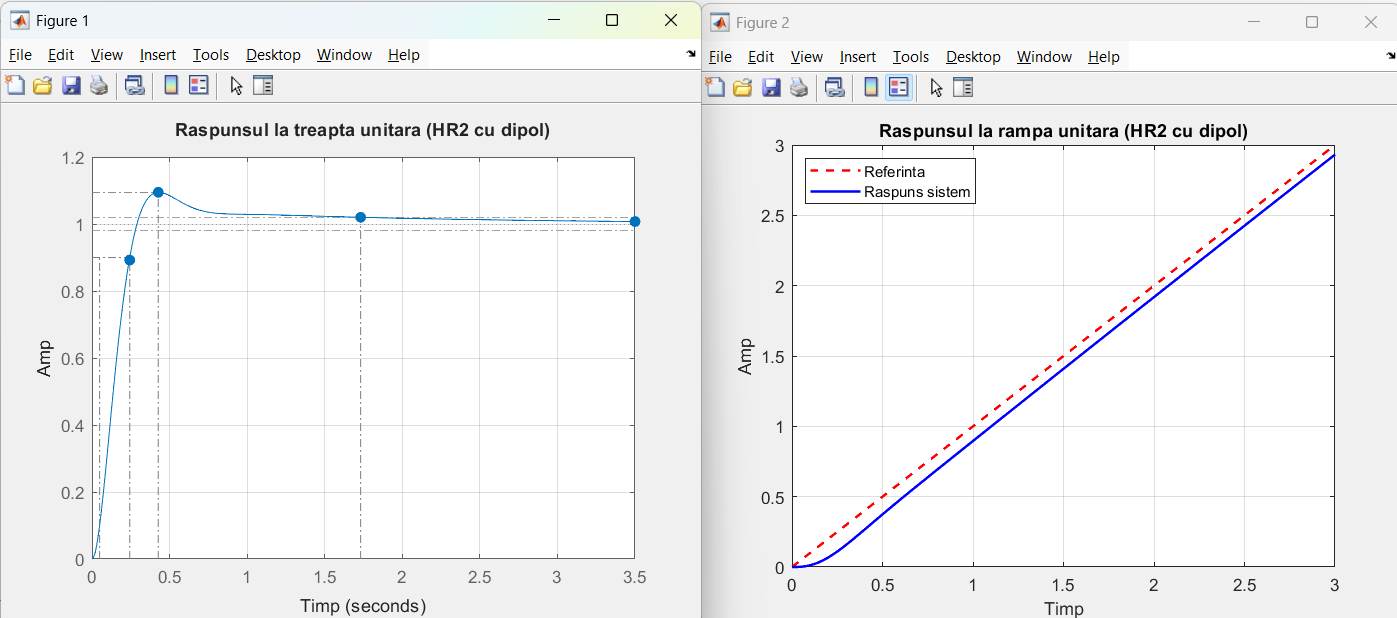 Figure 1
File Edit View Insert Tools Desktop Window Help
Raspunsul la treapta unitara (HR2 cu dipol)
1.2
1
0.8
0.6
0.4
0.2
0
Amp
0 0.5 1 1.5 2 2.5 3 3.5
Timp (seconds)
Figure 2
File Edit View Insert Tools Desktop Window Help
Raspunsul la rampa unitara (HR2 cu dipol)
Referinta
Raspuns sistem
3
2.5
2
1.5
1
0.5
0
Amp
0 0.5 1 1.5 2 2.5 3
Timp